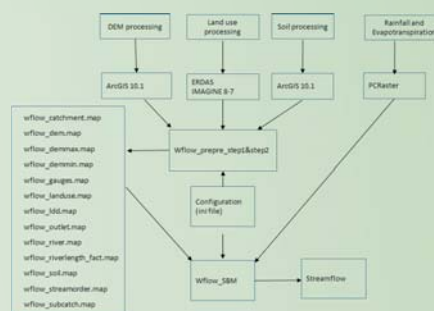 DEM processing
Land use
processing
Soil processing
Rainfall and
Evapotranspiration
ArcGIS 10.1
ERDAS
IMAGINE 8-7
ArcGIS 10.1
PCRaster
wflow_catchment.map
wflow_dem.map
wflow_demmax.map
wflow_demmin.map
wflow_gauges.map
wflow_landuse.map
wflow_ldd.map
wflow_outlet.map
wflow_river.map
wflow_riverlength_fact.map
wflow_soil.map
wflow_streamorder.map
wflow_subcatch.map
Wflow_prepre_step1&step2
Configuration
(ini file)
Wflow_SBM
Streamflow